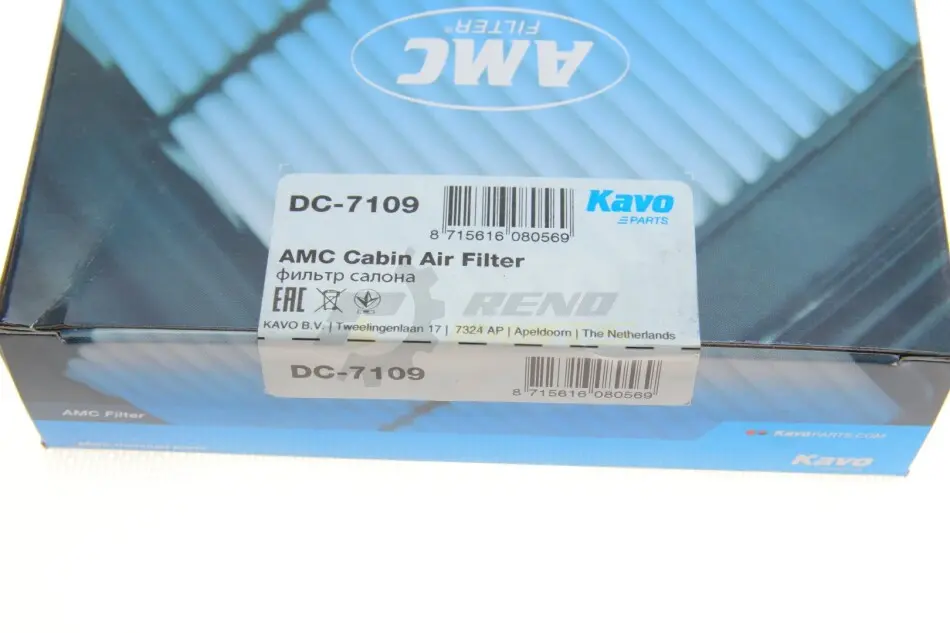 AMC
FILTER®
DC-7109
8 715616 080569
Kavo
PARTS
AMC Cabin Air Filter
фильтр салона
EAC
RENO
KAVO B.V. | Tweelingenlaan 17 | 7324 AP | Apeldoorn | The Netherlands
DC-7109
8 715616 080569
AMC Filter
KavoPARTS.COM
Kavo